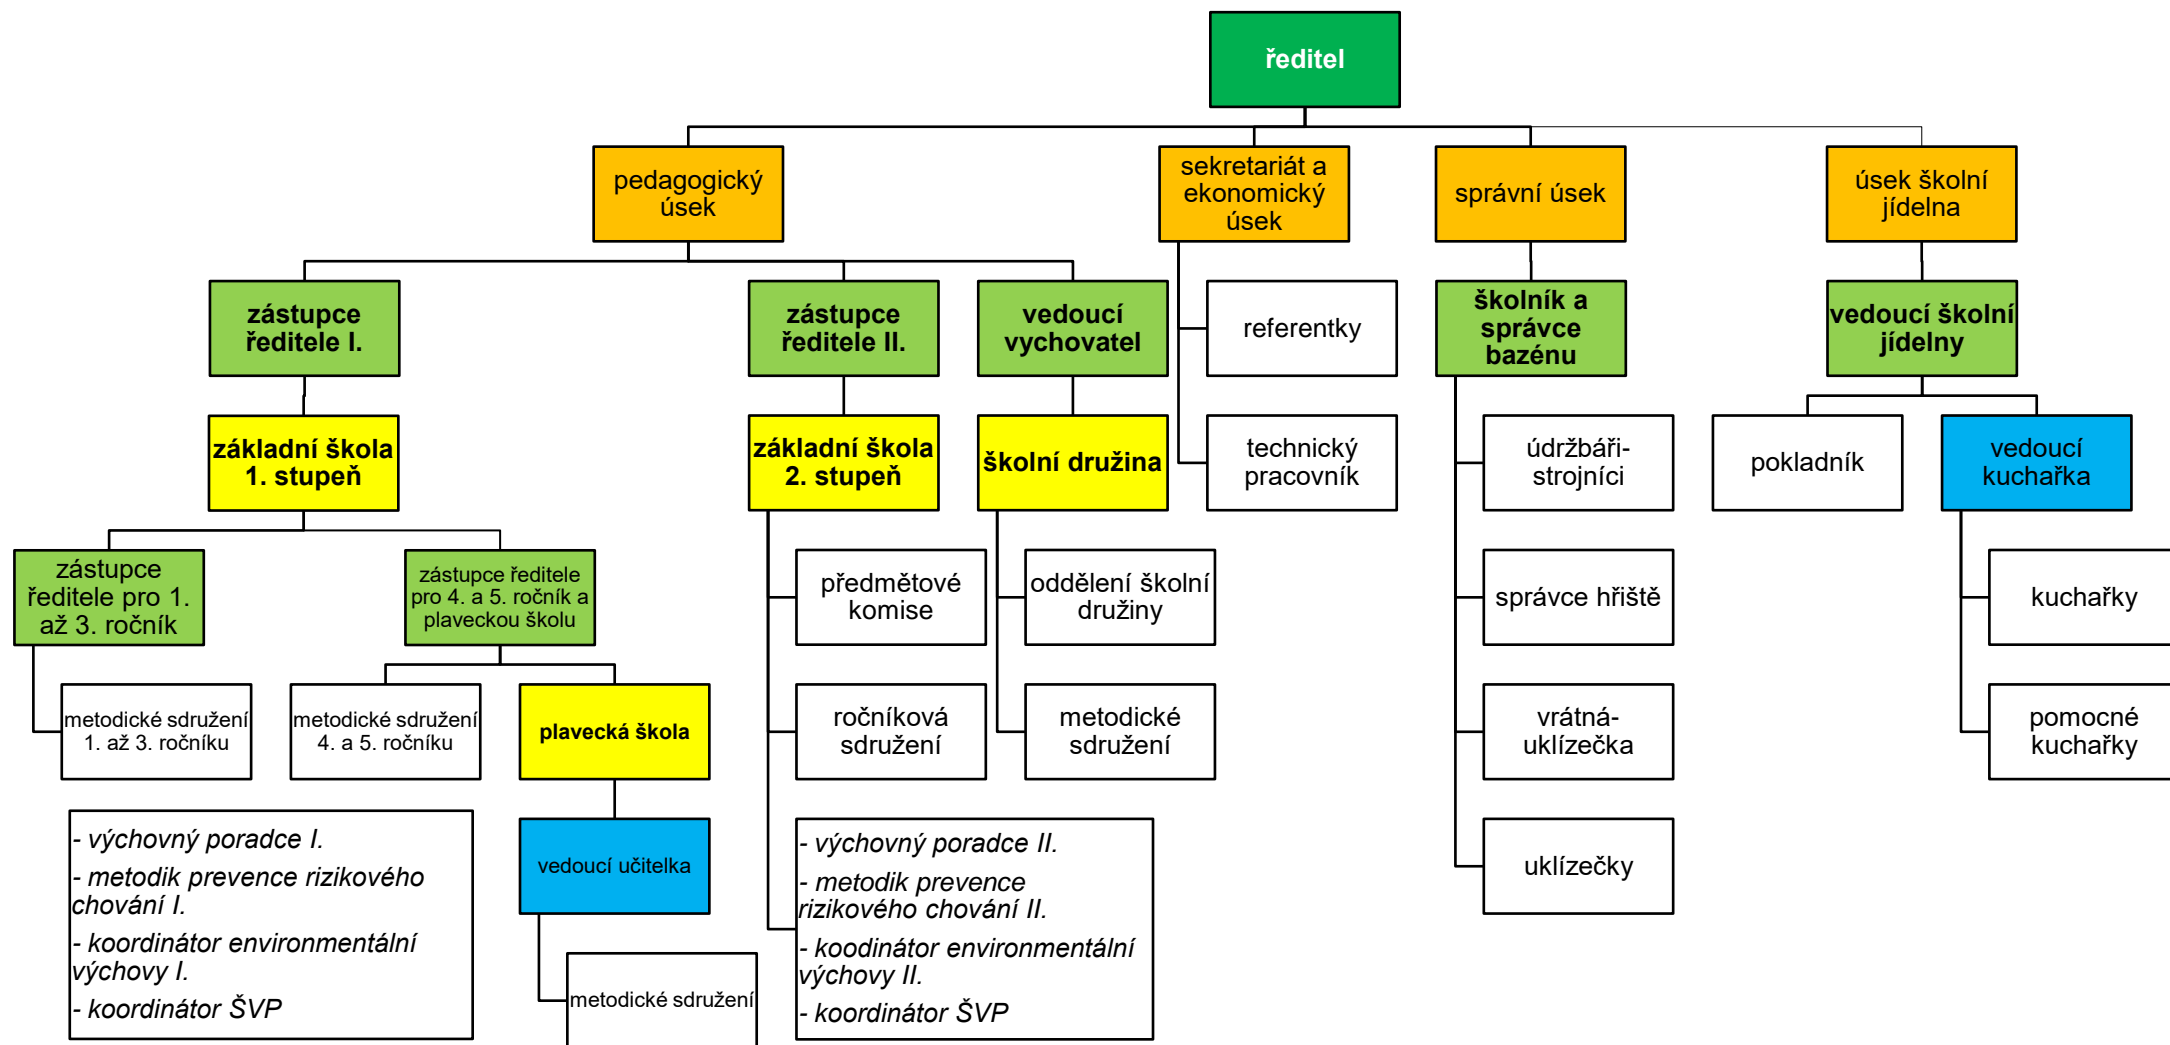 ředitel
pedagogický
úsek
sekretariát a
ekonomický
úsek
správní úsek
úsek školní
jídelna
zástupce
ředitele I.
zástupce
ředitele II.
vedoucí
vychovatel
referentky
školník a
správce
bazénu
vedoucí školní
jídelny
základní škola
1. stupeň
základní škola
2. stupeň
školní družina
technický
pracovník
údržbáři-
strojníci
pokladník
vedoucí
kuchařka
zástupce
ředitele pro 1.
až 3. ročník
zástupce ředitele
pro 4. a 5. ročník a
plaveckou školu
předmětové
komise
oddělení školní
družiny
správce hřiště
kuchařky
metodické sdružení
1. až 3. ročníku
metodické sdružení
4. a 5. ročníku
plavecká škola
ročníková
sdružení
metodické
sdružení
vrátná-
uklízečka
pomocné
kuchařky
- výchovný poradce I.
- metodik prevence rizikového
chování I.
- koordinátor environmentální
výchovy I.
- koordinátor ŠVP
vedoucí učitelka
- výchovný poradce II.
- metodik prevence
rizikového chování II.
- koodinátor environmentální
výchovy II.
- koordinátor ŠVP
uklízečky
metodické sdružení